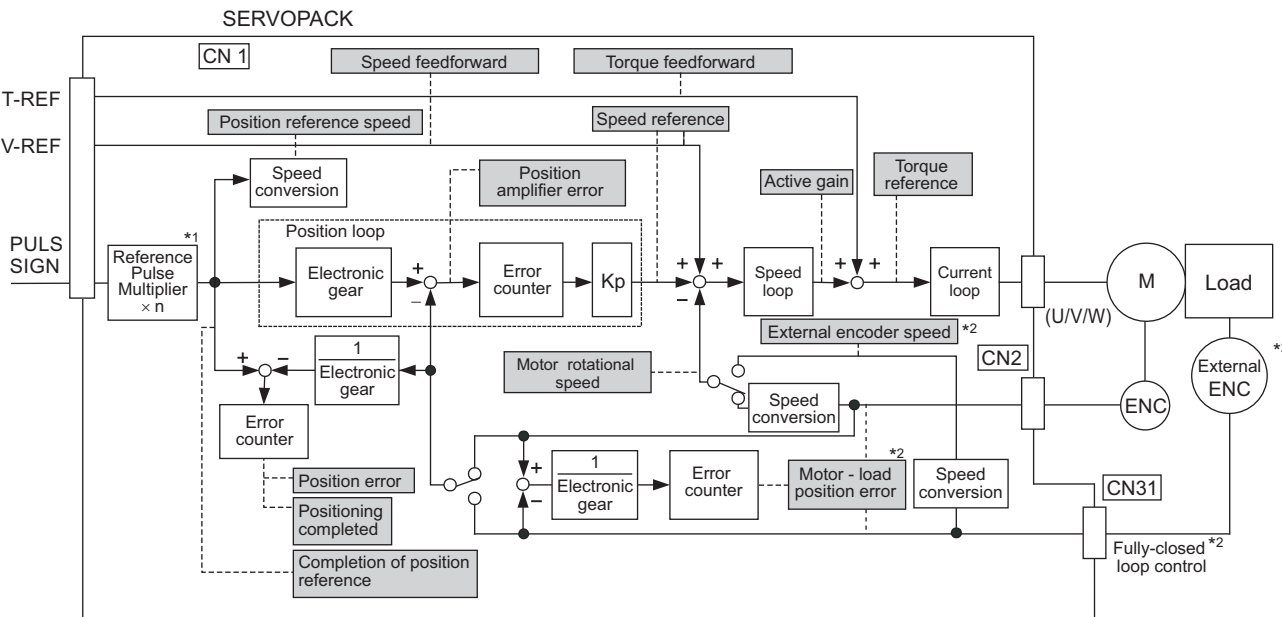 SERVOPACK
CN 1
Speed feedforward
Torque feedforward
T-REF
Position reference speed
Speed reference
V-REF
Speed
conversion
Position
amplifier error
Active gain
Torque
reference
PULS
SIGN
*1
Reference
Pulse
Multiplier
× n
Position loop
Electronic
gear
+
−
Error
counter
Kp
+
+
−
Speed
loop
+
+
Current
loop
(U/V/W)
M
Load
External encoder speed
*2
CN2
External
ENC
+
−
1
Electronic
gear
Motor rotational
speed
Speed
conversion
ENC
Error
counter
*2
+
−
1
Electronic
gear
Error
counter
Motor - load
position error
Speed
conversion
CN31
Position error
Positioning
completed
Completion of position
reference
Fully-closed *2
loop control